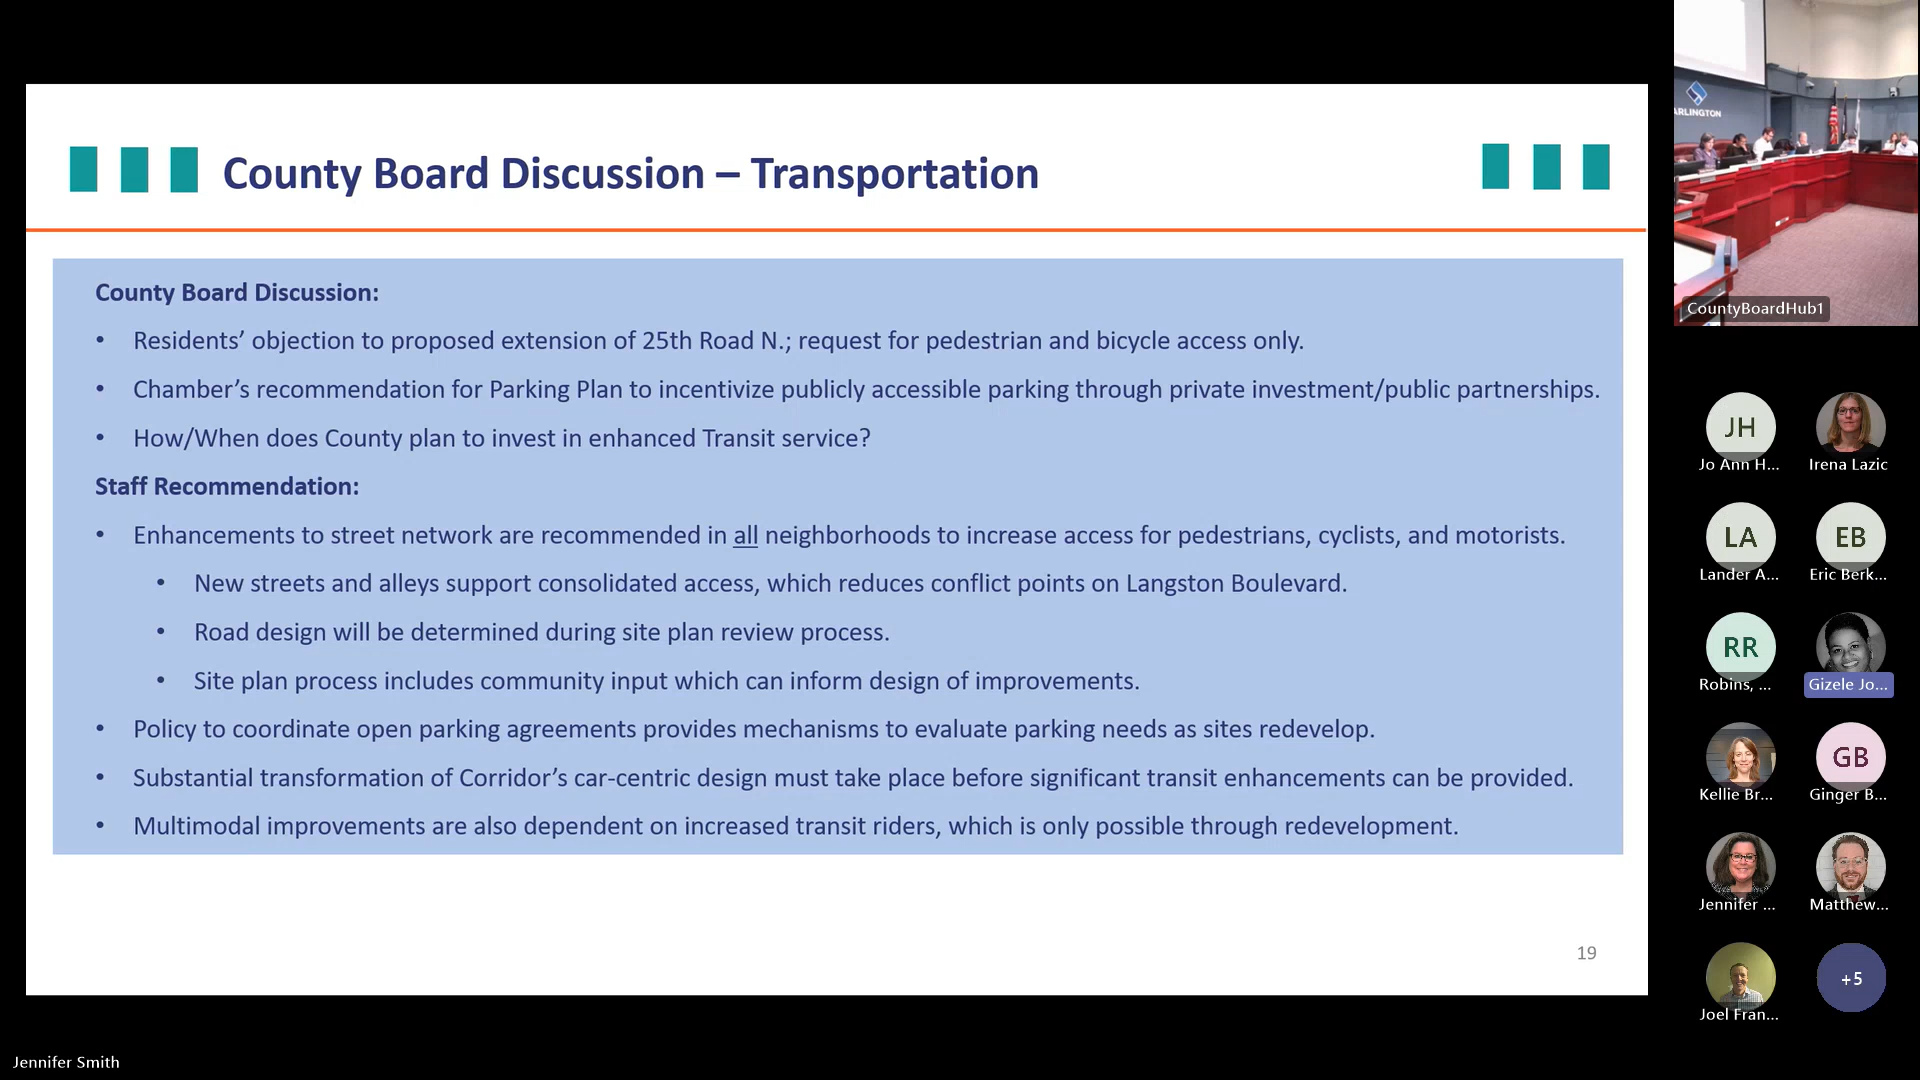 County Board Discussion – Transportation
County Board Discussion:
• Residents’ objection to proposed extension of 25th Road N.; request for pedestrian and bicycle access only.
• Chamber’s recommendation for Parking Plan to incentivize publicly accessible parking through private investment/public partnerships.
• How/When does County plan to invest in enhanced Transit service?
Staff Recommendation:
• Enhancements to street network are recommended in all neighborhoods to increase access for pedestrians, cyclists, and motorists.
• New streets and alleys support consolidated access, which reduces conflict points on Langston Boulevard.
• Road design will be determined during site plan review process.
• Site plan process includes community input which can inform design of improvements.
• Policy to coordinate open parking agreements provides mechanisms to evaluate parking needs as sites redevelop.
• Substantial transformation of Corridor’s car-centric design must take place before significant transit enhancements can be provided.
• Multimodal improvements are also dependent on increased transit riders, which is only possible through redevelopment.
19
Jennifer Smith
ARLINGTON
CountyBoardHub1
JH
Jo Ann H...
Irena Lazic
LA
Lander A...
EB
Eric Berk...
RR
Robins, ...
Gizele Jo...
Kellie Br...
GB
Ginger B...
Jennifer ...
Matthew...
Joel Fran...
+5